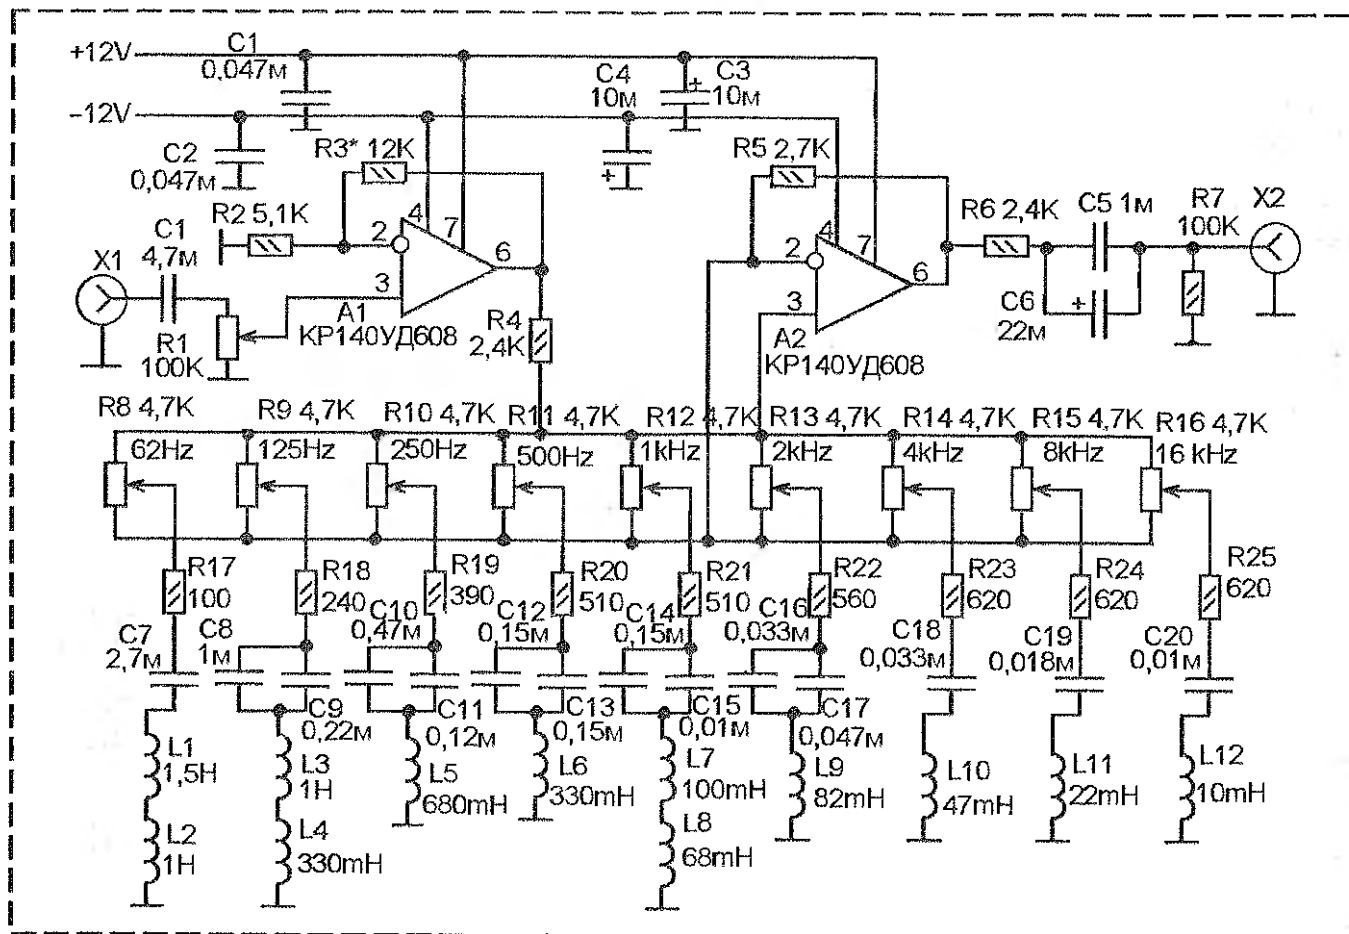 +12V
C1
0,047м
C4
10м
C3
10м
−12V
C2
0,047м
R3* 12K
R5 2,7K
R2 5,1K
4
7
2
3
6
C1
4,7м
X1
R1
100K
A1
КР140УД608
R4
2,4K
4
7
2
3
6
A2
КР140УД608
R6 2,4K
C5 1м
C6
22м
R7
100K
X2
R8 4,7K
62Hz
R9 4,7K
125Hz
R10 4,7K
250Hz
R11 4,7K
500Hz
R12 4,7K
1kHz
R13 4,7K
2kHz
R14 4,7K
4kHz
R15 4,7K
8kHz
R16 4,7K
16 kHz
R17
100
R18
240
R19
390
R20
510
R21
510
R22
560
R23
620
R24
620
R25
620
C7
2,7м
C8
1м
C10
0,47м
C12
0,15м
C14
0,15м
C16
0,033м
C18
0,033м
C19
0,018м
C20
0,01м
C9
0,22м
C11
0,12м
C13
0,15м
C15
0,01м
C17
0,047м
L1
1,5H
L3
1H
L5
680mH
L6
330mH
L7
100mH
L9
82mH
L10
47mH
L11
22mH
L12
10mH
L2
1H
L4
330mH
L8
68mH